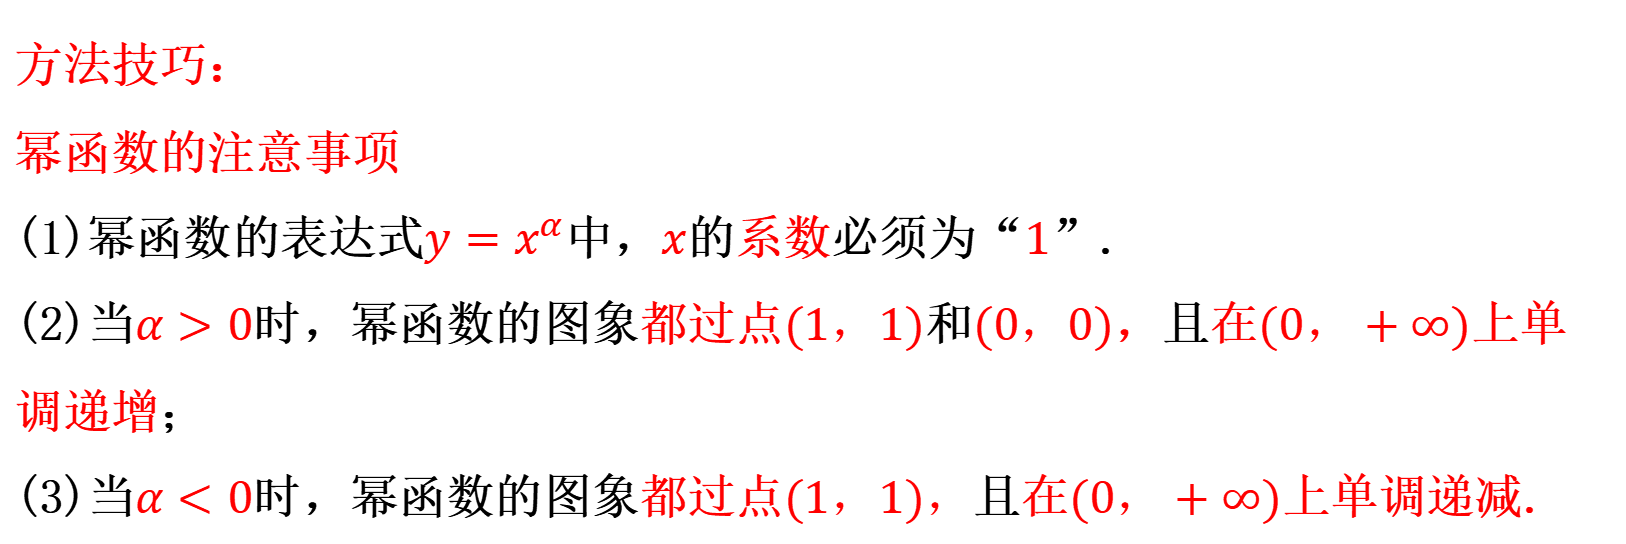 方法技巧：
幂函数的注意事项
(1)幂函数的表达式y = x^α中，x的系数必须为“1”．
(2)当α > 0时，幂函数的图象都过点(1，1)和(0，0)，且在(0，+∞)上单
调递增；
(3)当α < 0时，幂函数的图象都过点(1，1)，且在(0，+∞)上单调递减．